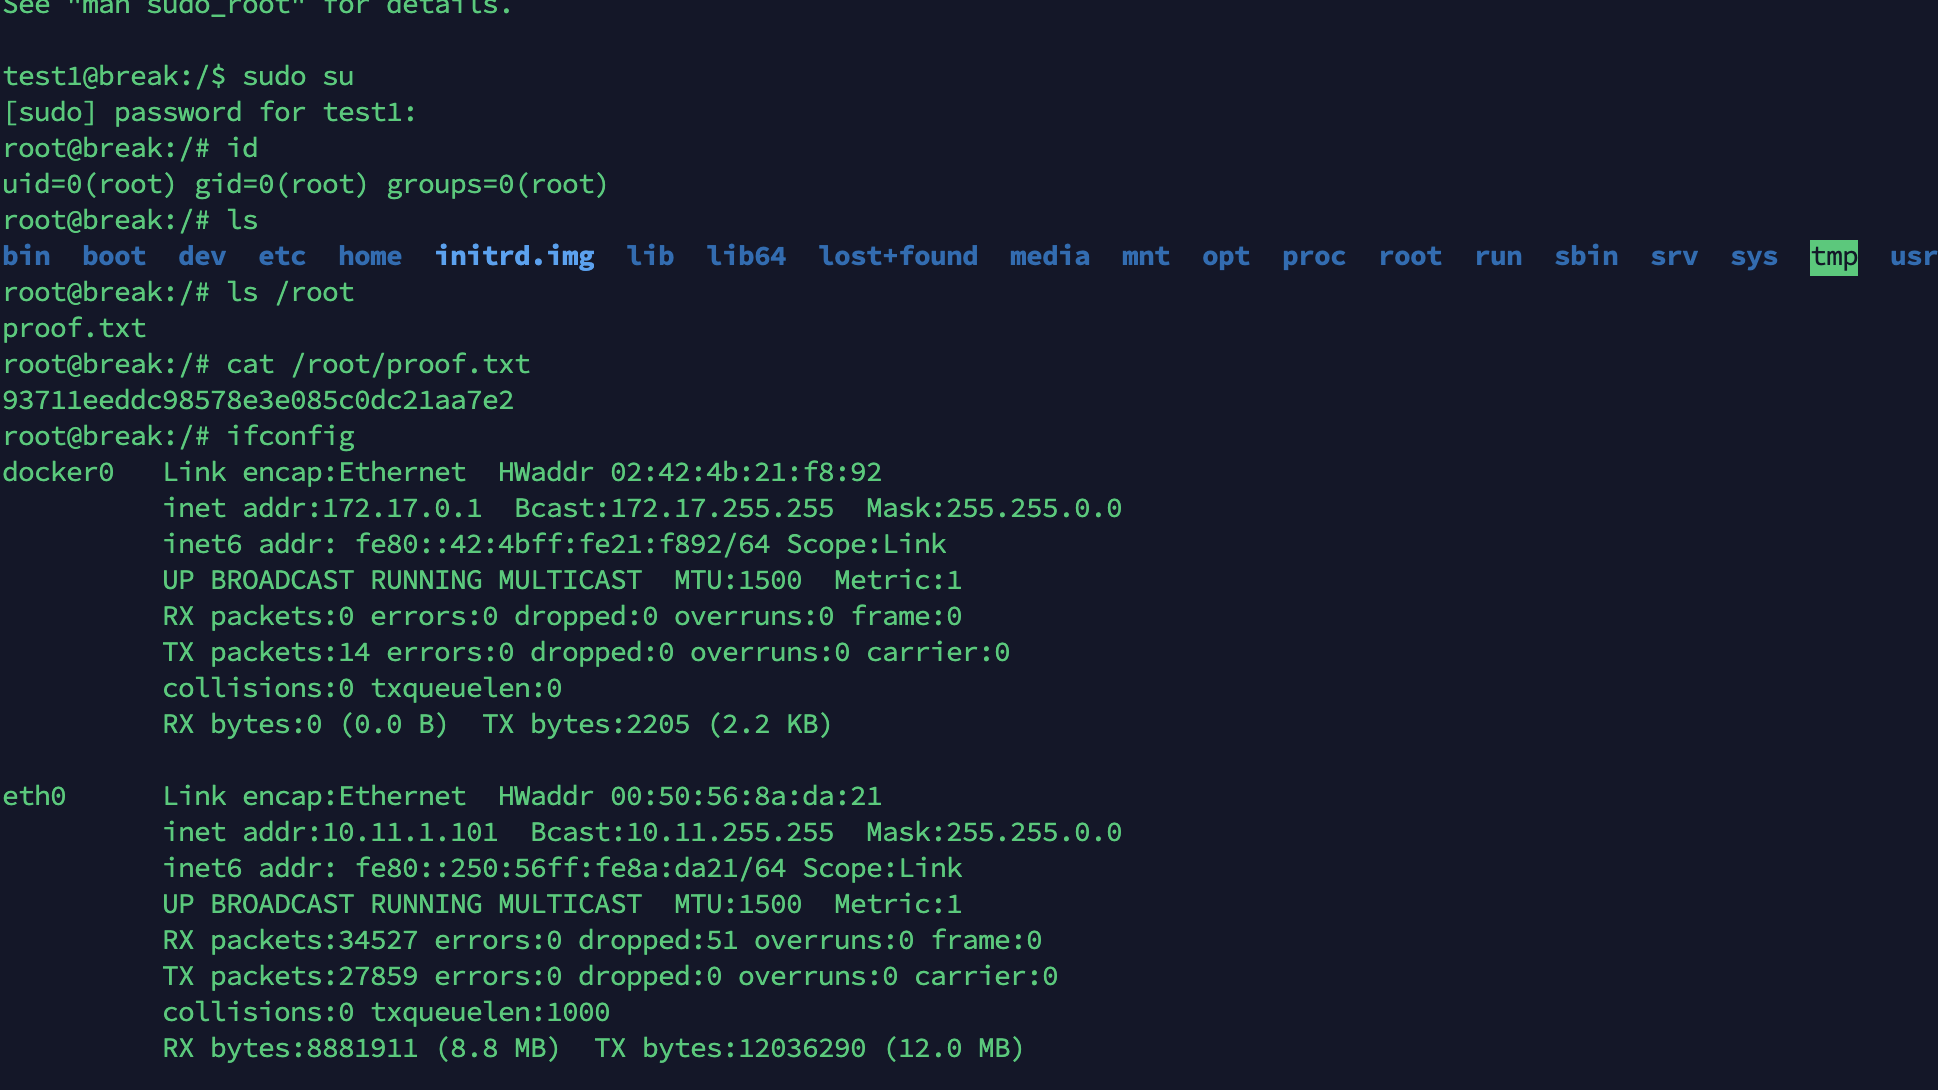 See "man sudo_root" for details.
test1@break:/$ sudo su
[sudo] password for test1:
root@break:/# id
uid=0(root) gid=0(root) groups=0(root)
root@break:/# ls
bin  boot  dev  etc  home  initrd.img  lib  lib64  lost+found  media  mnt  opt  proc  root  run  sbin  srv  sys  tmp  usr
root@break:/# ls /root
proof.txt
root@break:/# cat /root/proof.txt
93711eeddc98578e3e085c0dc21aa7e2
root@break:/# ifconfig
docker0   Link encap:Ethernet  HWaddr 02:42:4b:21:f8:92
          inet addr:172.17.0.1  Bcast:172.17.255.255  Mask:255.255.0.0
          inet6 addr: fe80::42:4bff:fe21:f892/64 Scope:Link
          UP BROADCAST RUNNING MULTICAST  MTU:1500  Metric:1
          RX packets:0 errors:0 dropped:0 overruns:0 frame:0
          TX packets:14 errors:0 dropped:0 overruns:0 carrier:0
          collisions:0 txqueuelen:0
          RX bytes:0 (0.0 B)  TX bytes:2205 (2.2 KB)
eth0      Link encap:Ethernet  HWaddr 00:50:56:8a:da:21
          inet addr:10.11.1.101  Bcast:10.11.255.255  Mask:255.255.0.0
          inet6 addr: fe80::250:56ff:fe8a:da21/64 Scope:Link
          UP BROADCAST RUNNING MULTICAST  MTU:1500  Metric:1
          RX packets:34527 errors:0 dropped:51 overruns:0 frame:0
          TX packets:27859 errors:0 dropped:0 overruns:0 carrier:0
          collisions:0 txqueuelen:1000
          RX bytes:8881911 (8.8 MB)  TX bytes:12036290 (12.0 MB)